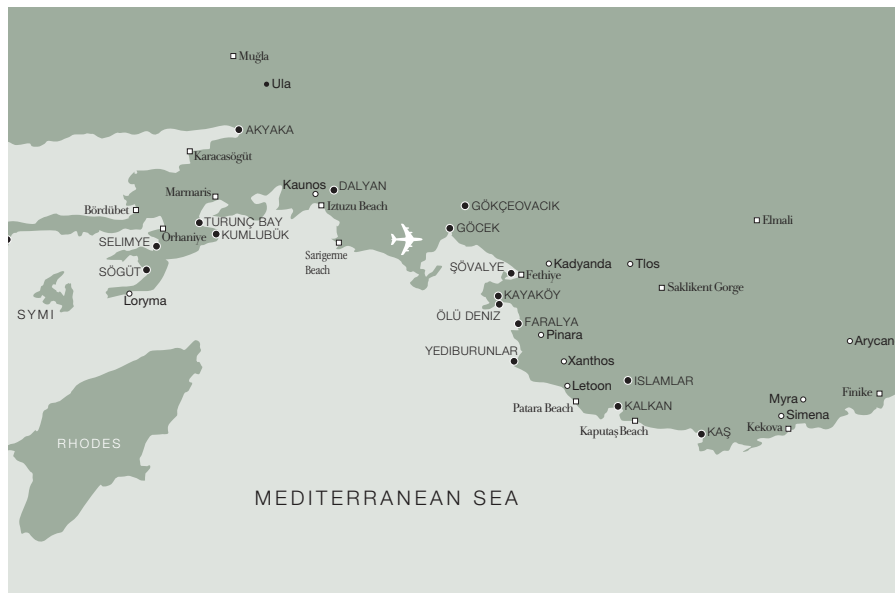 Muğla
Ula
AKYAKA
Karacasögüt
Marmaris
Kaunos
DALYAN
Iztuzu Beach
Bördübet
TURUNÇ BAY
Orhaniye
KUMLUBÜK
SELIMYE
SÖGÜT
Loryma
SYMI
Sarigerme
Beach
GÖKÇEOVACIK
GÖCEK
Elmali
ŞÖVALYE
Fethiye
Kadyanda
Tlos
Saklikent Gorge
KAYAKÖY
ÖLÜ DENIZ
FARALYA
Pinara
YEDIBURUNLAR
Xanthos
Arycan
Letoon
ISLAMLAR
Patara Beach
KALKAN
Kaputaş Beach
KAŞ
Myra
Simena
Kekova
Finike
RHODES
MEDITERRANEAN SEA